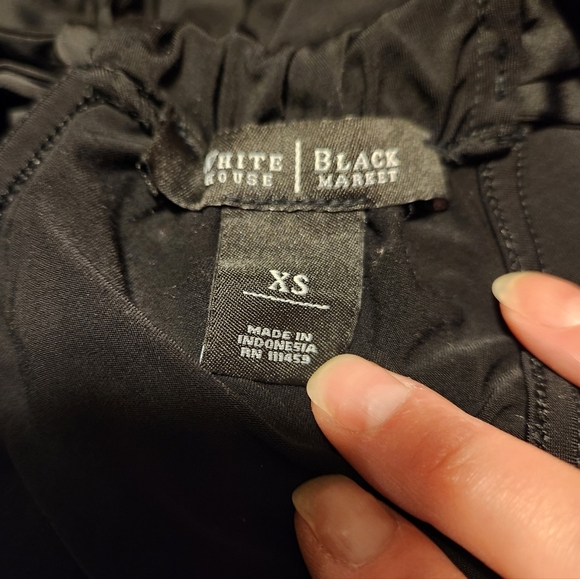 WHITE | BLACK
HOUSE | MARKET
XS
MADE IN
INDONESIA
RN 111459